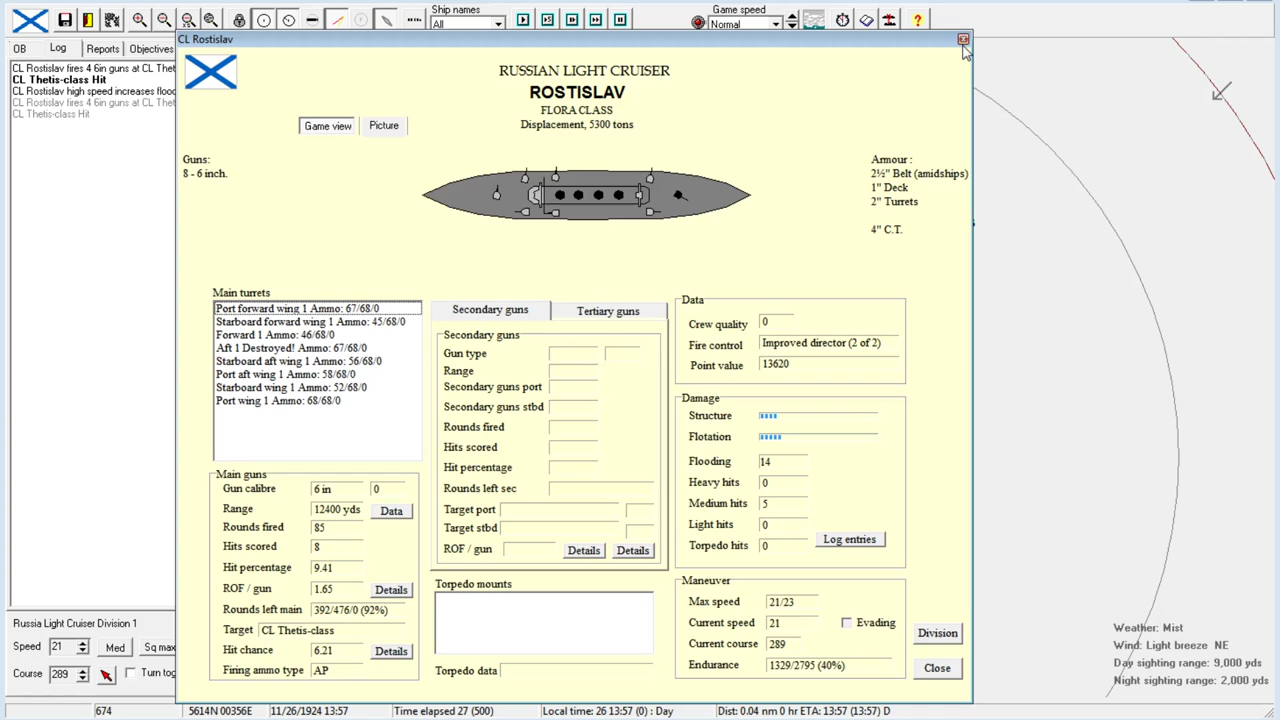 Ship names
All
Game speed
Normal
OB Log Reports Objectives
CL Rostislav fires 4 6in guns at CL Thet
CL Thetis-class Hit
CL Rostislav high speed increases flood
CL Rostislav fires 4 6in guns at CL Thet
CL Thetis-class Hit
Russia Light Cruiser Division 1
Speed 21 Med Sq max
Course 289 Turn tog
CL Rostislav
RUSSIAN LIGHT CRUISER
ROSTISLAV
FLORA CLASS
Displacement, 5300 tons
Game view Picture
Guns:
8 - 6 inch.
Armour :
2½" Belt (amidships)
1" Deck
2" Turrets
4" C.T.
Main turrets
Port forward wing 1 Ammo: 67/68/0
Starboard forward wing 1 Ammo: 45/68/0
Forward 1 Ammo: 46/68/0
Aft 1 Destroyed! Ammo: 67/68/0
Starboard aft wing 1 Ammo: 56/68/0
Port aft wing 1 Ammo: 58/68/0
Starboard wing 1 Ammo: 52/68/0
Port wing 1 Ammo: 68/68/0
Main guns
Gun calibre 6 in 0
Range 12400 yds Data
Rounds fired 85
Hits scored 8
Hit percentage 9.41
ROF / gun 1.65 Details
Rounds left main 392/476/0 (92%)
Target CL Thetis-class
Hit chance 6.21 Details
Firing ammo type AP
Secondary guns Tertiary guns
Secondary guns
Gun type
Range
Secondary guns port
Secondary guns stbd
Rounds fired
Hits scored
Hit percentage
Rounds left sec
Target port
Target stbd
ROF / gun Details Details
Torpedo mounts
Torpedo data
Data
Crew quality 0
Fire control Improved director (2 of 2)
Point value 13620
Damage
Structure
Flotation
Flooding 14
Heavy hits 0
Medium hits 5
Light hits 0
Torpedo hits 0
Log entries
Maneuver
Max speed 21/23
Current speed 21 Evading
Current course 289
Endurance 1329/2795 (40%)
Division
Close
Weather: Mist
Wind: Light breeze NE
Day sighting range: 9,000 yds
Night sighting range: 2,000 yds
674 5614N 00356E 11/26/1924 13:57 Time elapsed 27 (500) Local time: 26 13:57 (0) : Day Dist: 0.04 nm 0 hr ETA: 13:57 (13:57) D